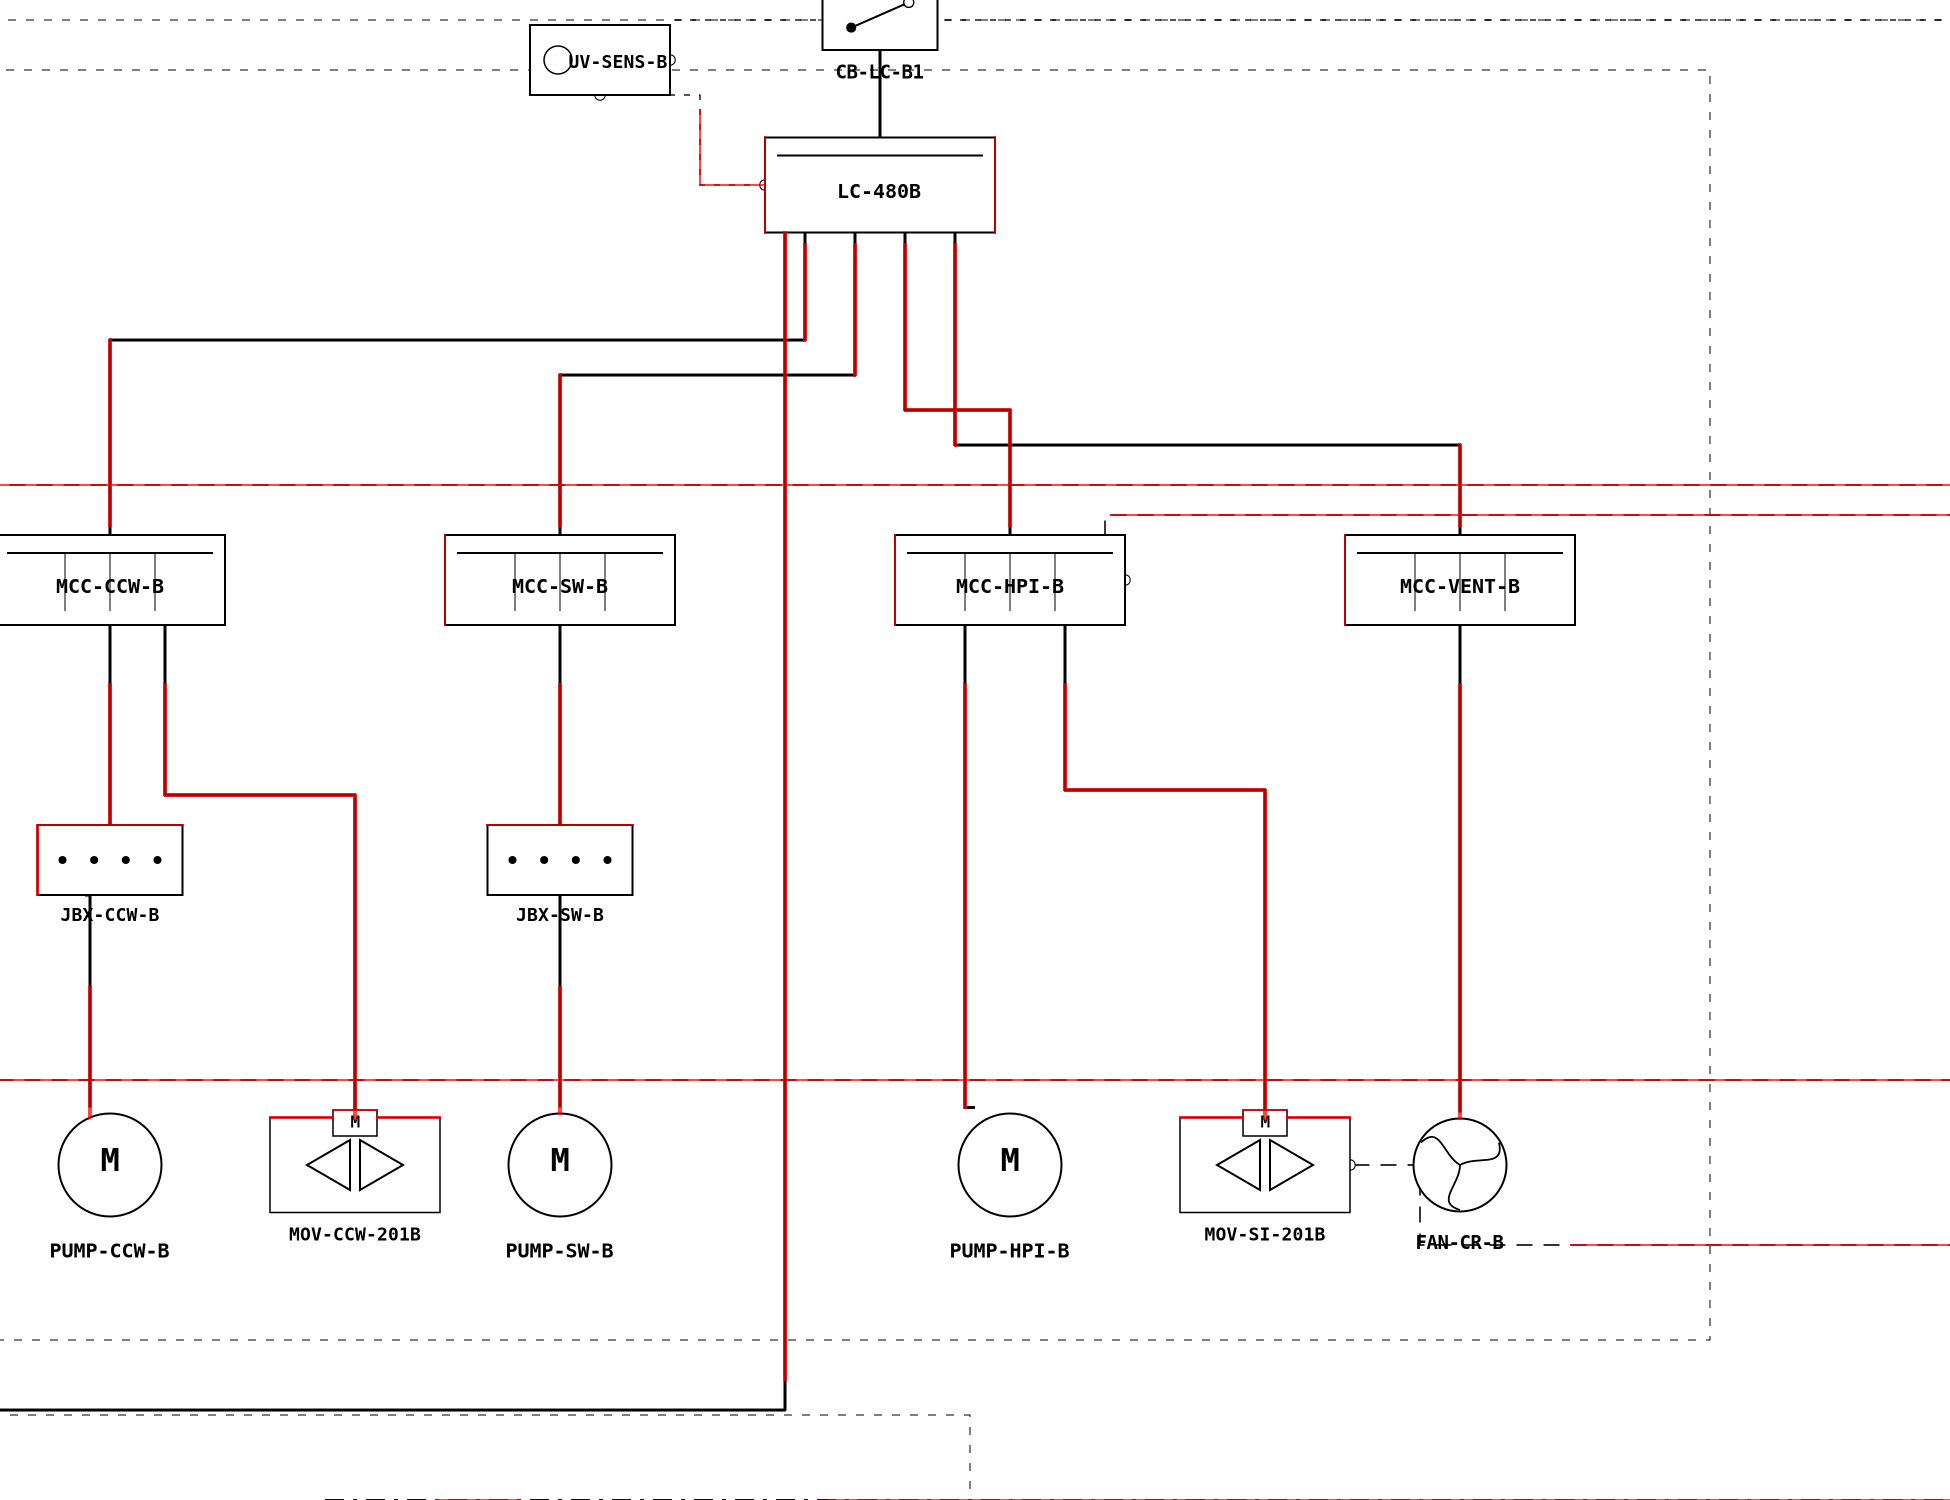 UV-SENS-B
CB-LC-B1
LC-480B
MCC-CCW-B
MCC-SW-B
MCC-HPI-B
MCC-VENT-B
JBX-CCW-B
JBX-SW-B
M
M
M
M
M
PUMP-CCW-B
MOV-CCW-201B
PUMP-SW-B
PUMP-HPI-B
MOV-SI-201B
FAN-CR-B